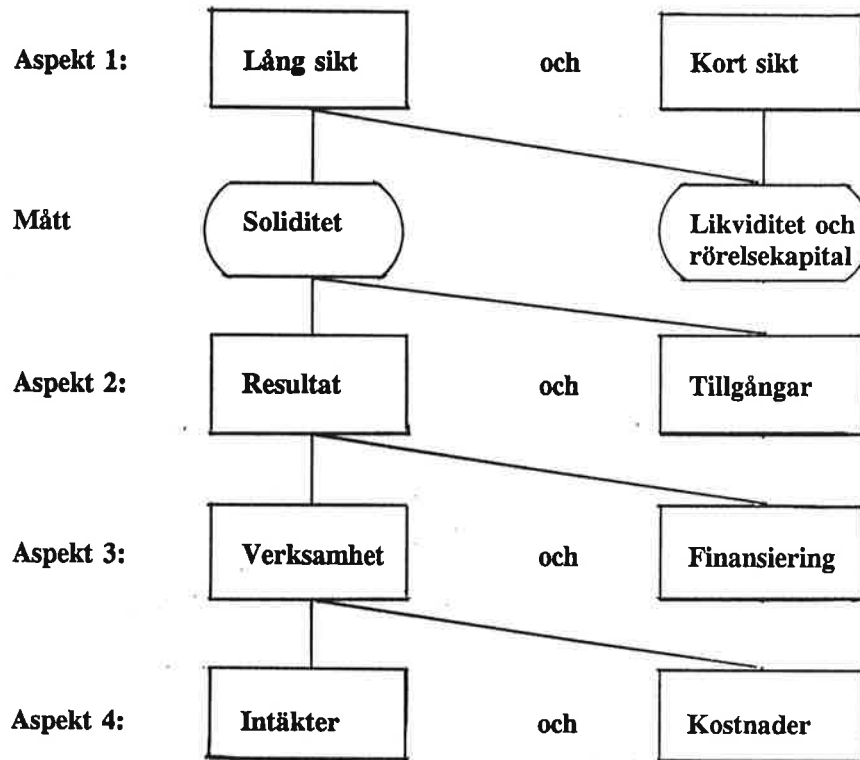 Aspekt 1: Lång sikt och Kort sikt
Mått Soliditet Likviditet och
rörelsekapital
Aspekt 2: Resultat och Tillgångar
Aspekt 3: Verksamhet och Finansiering
Aspekt 4: Intäkter och Kostnader